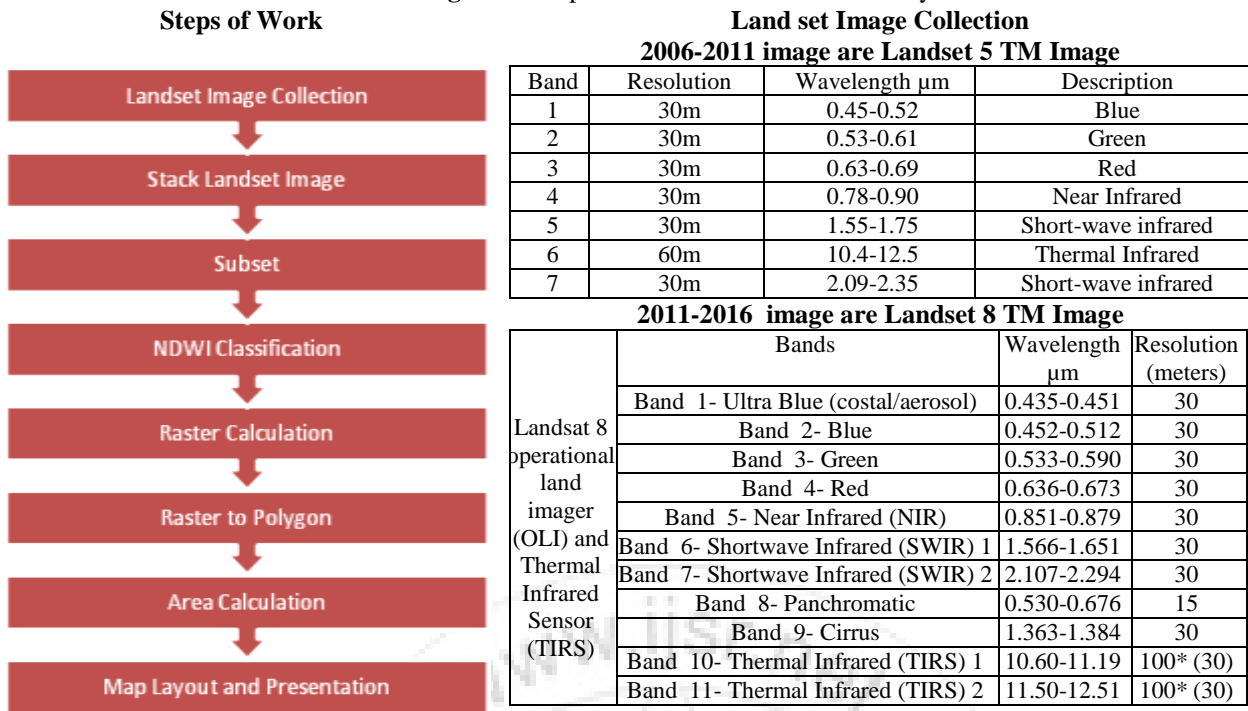 Steps of Work
Landset Image Collection
Stack Landset Image
Subset
NDWI Classification
Raster Calculation
Raster to Polygon
Area Calculation
Map Layout and Presentation
Land set Image Collection
2006-2011 image are Landset 5 TM Image
Band Resolution Wavelength µm Description
1 30m 0.45-0.52 Blue
2 30m 0.53-0.61 Green
3 30m 0.63-0.69 Red
4 30m 0.78-0.90 Near Infrared
5 30m 1.55-1.75 Short-wave infrared
6 60m 10.4-12.5 Thermal Infrared
7 30m 2.09-2.35 Short-wave infrared
2011-2016 image are Landset 8 TM Image
Landsat 8
operational
land
imager
(OLI) and
Thermal
Infrared
Sensor
(TIRS)
Bands Wavelength Resolution
µm (meters)
Band 1- Ultra Blue (costal/aerosol) 0.435-0.451 30
Band 2- Blue 0.452-0.512 30
Band 3- Green 0.533-0.590 30
Band 4- Red 0.636-0.673 30
Band 5- Near Infrared (NIR) 0.851-0.879 30
Band 6- Shortwave Infrared (SWIR) 1 1.566-1.651 30
Band 7- Shortwave Infrared (SWIR) 2 2.107-2.294 30
Band 8- Panchromatic 0.530-0.676 15
Band 9- Cirrus 1.363-1.384 30
Band 10- Thermal Infrared (TIRS) 1 10.60-11.19 100* (30)
Band 11- Thermal Infrared (TIRS) 2 11.50-12.51 100* (30)